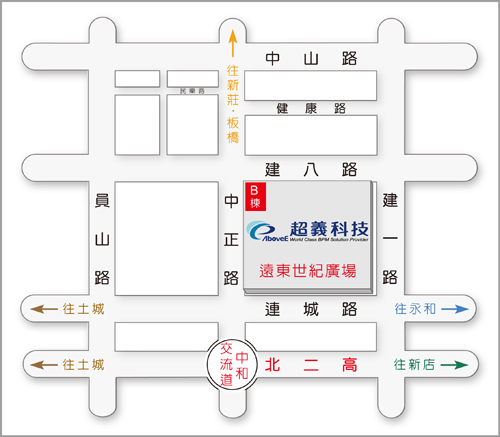 中山路
往新莊·板橋
民樂路
健康路
建八路
員山路
中正路
建一路
B棟
AboveE
超義科技
World Class BPM Solution Provider
遠東世紀廣場
往土城
連城路
往永和
往土城
中和交流道
北二高
往新店